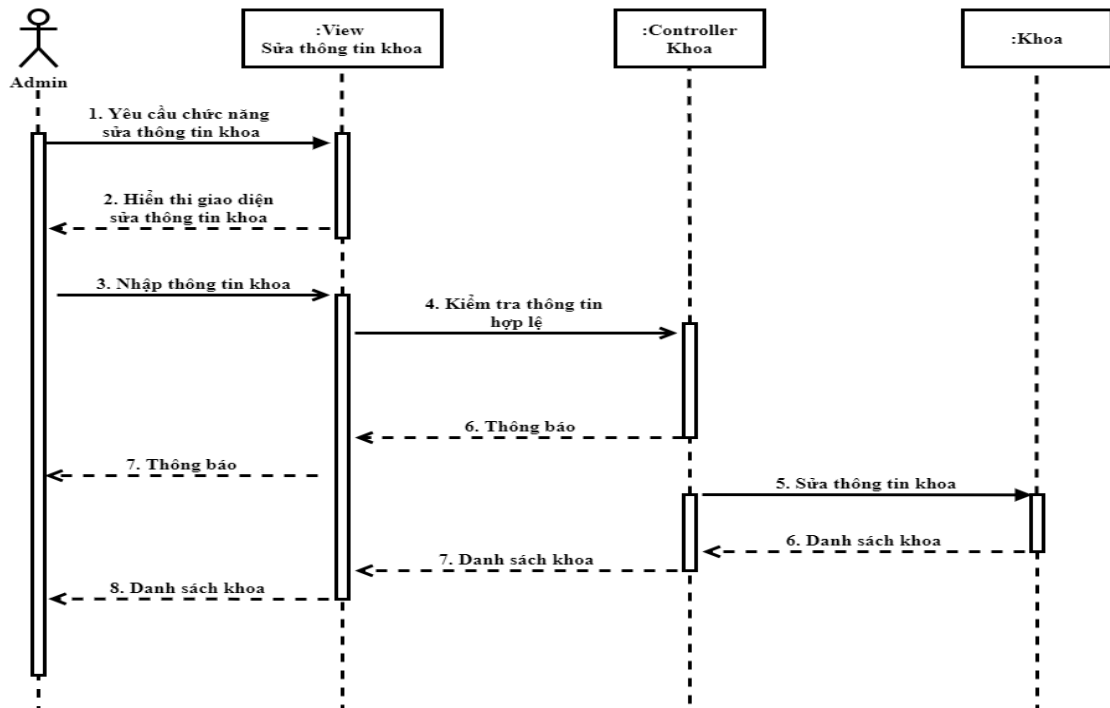 :View
Sửa thông tin khoa
:Controller
Khoa
:Khoa
Admin
1. Yêu cầu chức năng
sửa thông tin khoa
2. Hiển thi giao diện
sửa thông tin khoa
3. Nhập thông tin khoa
4. Kiểm tra thông tin
hợp lệ
6. Thông báo
7. Thông báo
5. Sửa thông tin khoa
6. Danh sách khoa
7. Danh sách khoa
8. Danh sách khoa